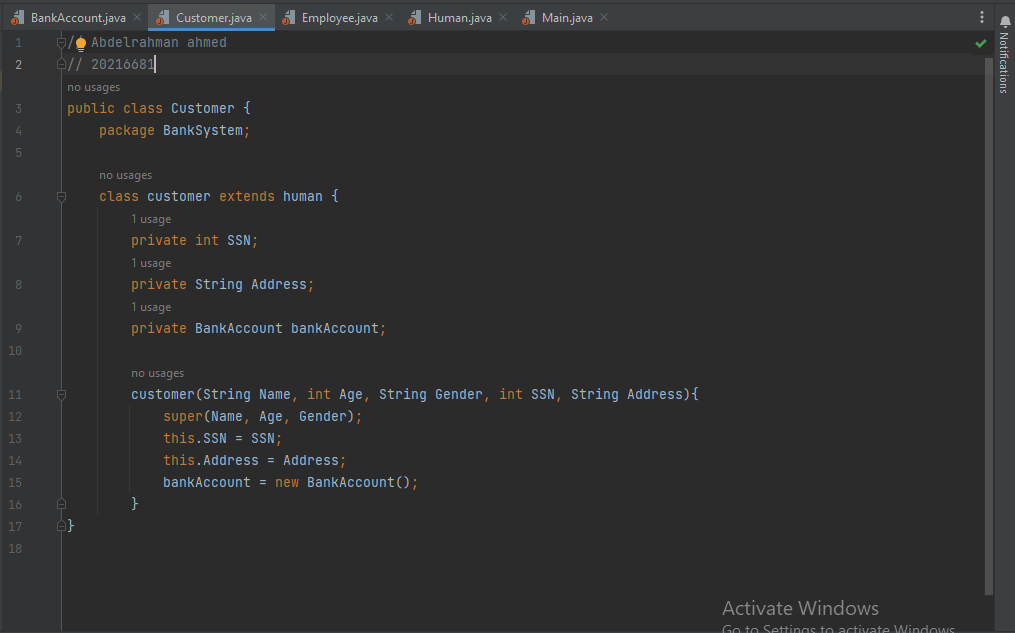 BankAccount.java Customer.java Employee.java Human.java Main.java
1 // Abdelrahman ahmed
2 // 20216681
no usages
3 public class Customer {
4 package BankSystem;
5
no usages
6 class customer extends human {
1 usage
7 private int SSN;
1 usage
8 private String Address;
1 usage
9 private BankAccount bankAccount;
10
no usages
11 customer(String Name, int Age, String Gender, int SSN, String Address){
12 super(Name, Age, Gender);
13 this.SSN = SSN;
14 this.Address = Address;
15 bankAccount = new BankAccount();
16 }
17 }
18
Notifications
Activate Windows
Go to Settings to activate Windows.